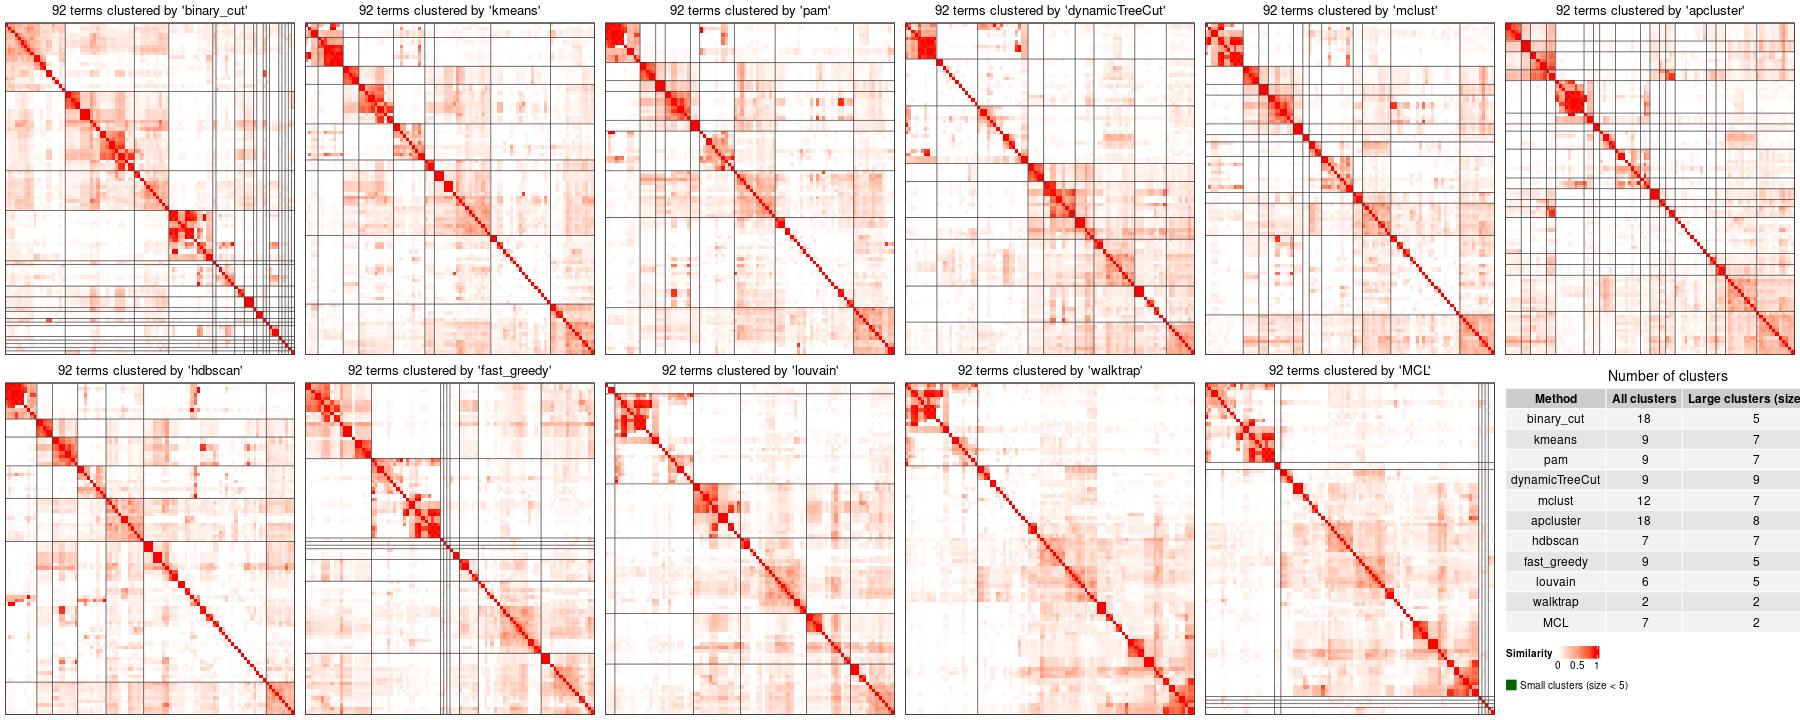 92 terms clustered by 'binary_cut'
92 terms clustered by 'kmeans'
92 terms clustered by 'pam'
92 terms clustered by 'dynamicTreeCut'
92 terms clustered by 'mclust'
92 terms clustered by 'apcluster'
92 terms clustered by 'hdbscan'
92 terms clustered by 'fast_greedy'
92 terms clustered by 'louvain'
92 terms clustered by 'walktrap'
92 terms clustered by 'MCL'
Number of clusters
Method All clusters Large clusters (size
binary_cut 18 5
kmeans 9 7
pam 9 7
dynamicTreeCut 9 9
mclust 12 7
apcluster 18 8
hdbscan 7 7
fast_greedy 9 5
louvain 6 5
walktrap 2 2
MCL 7 2
Similarity
0 0.5 1
Small clusters (size < 5)